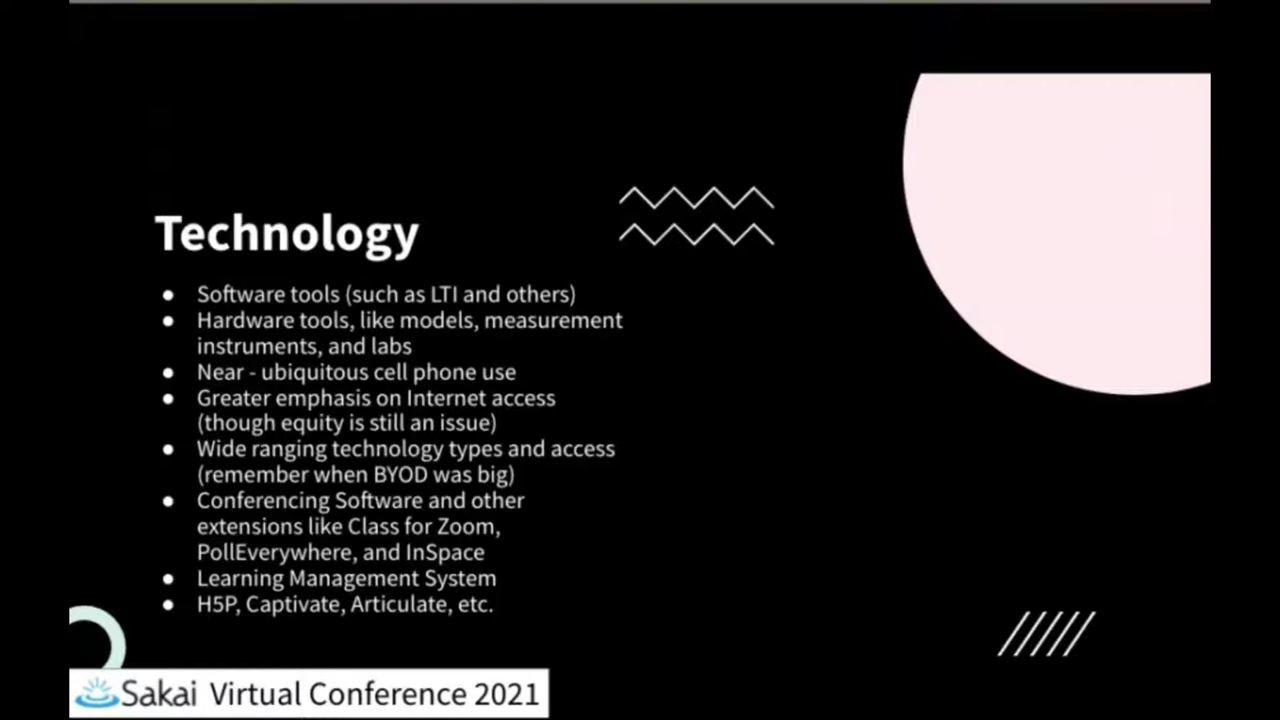 Technology
● Software tools (such as LTI and others)
● Hardware tools, like models, measurement
instruments, and labs
● Near - ubiquitous cell phone use
● Greater emphasis on Internet access
(though equity is still an issue)
● Wide ranging technology types and access
(remember when BYOD was big)
● Conferencing Software and other
extensions like Class for Zoom,
PollEverywhere, and InSpace
● Learning Management System
● H5P, Captivate, Articulate, etc.
Sakai Virtual Conference 2021